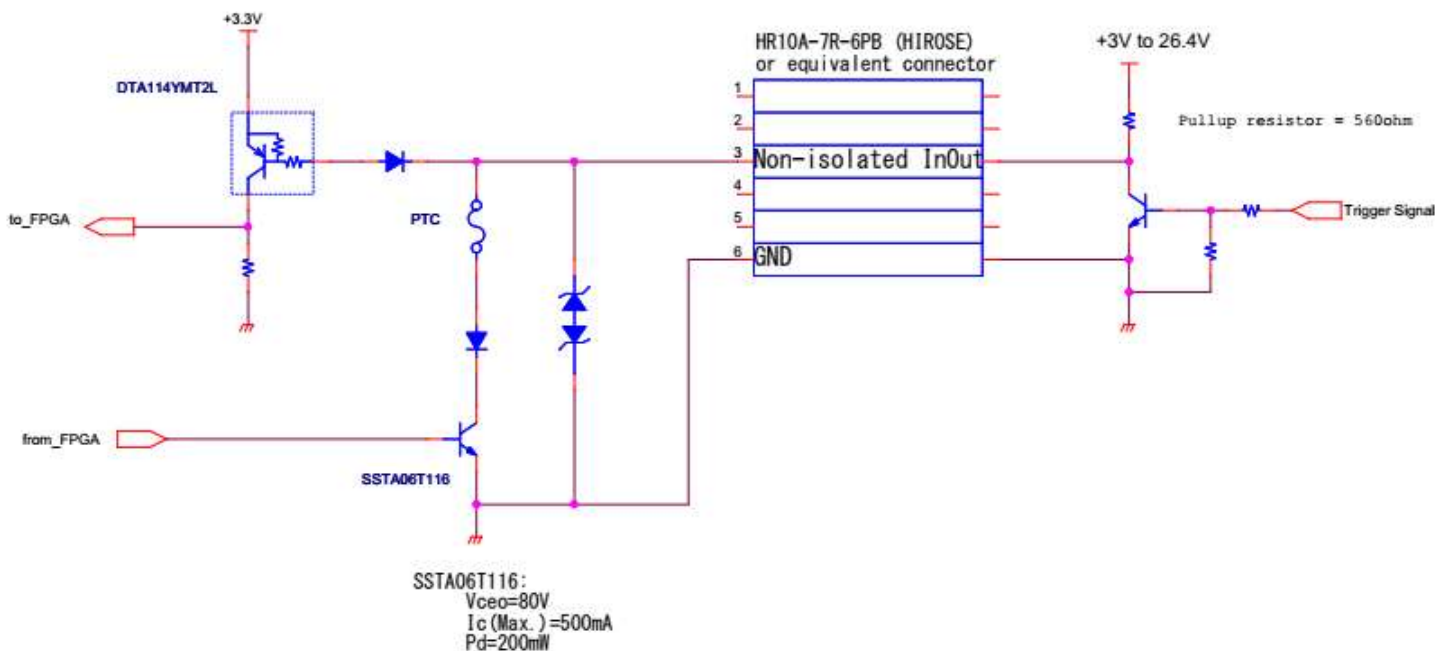 +3.3V
DTA114YMT2L
to_FPGA
PTC
from_FPGA
SSTA06T116
SSTA06T116:
Vceo=80V
Ic(Max.)=500mA
Pd=200mW
HR10A-7R-6PB (HIROSE)
or equivalent connector
1
2
3 Non-isolated InOut
4
5
6 GND
+3V to 26.4V
Pullup resistor = 560ohm
Trigger Signal